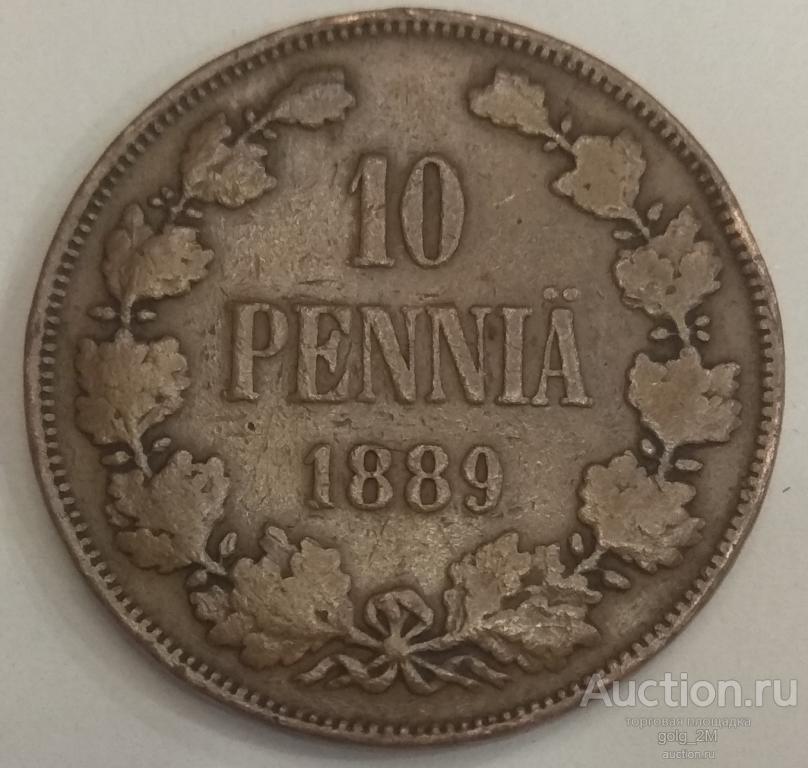 10
PENNIÄ
1889
Auction.ru
торговая площадка
golg_2M
auction.ru